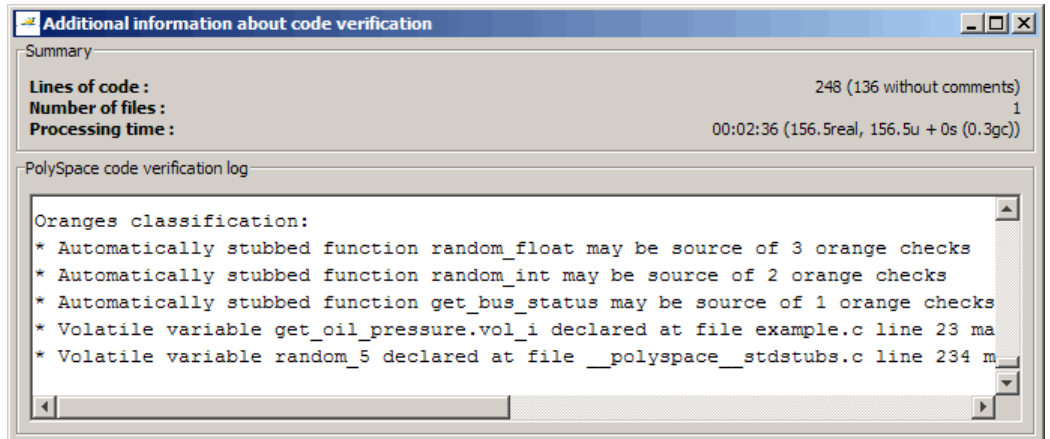 Additional information about code verification
Summary
Lines of code : 248 (136 without comments)
Number of files : 1
Processing time : 00:02:36 (156.5real, 156.5u + 0s (0.3gc))
PolySpace code verification log
Oranges classification:
* Automatically stubbed function random_float may be source of 3 orange checks
* Automatically stubbed function random_int may be source of 2 orange checks
* Automatically stubbed function get_bus_status may be source of 1 orange checks
* Volatile variable get_oil_pressure.vol_i declared at file example.c line 23 ma
* Volatile variable random_5 declared at file __polyspace__stdstubs.c line 234 m